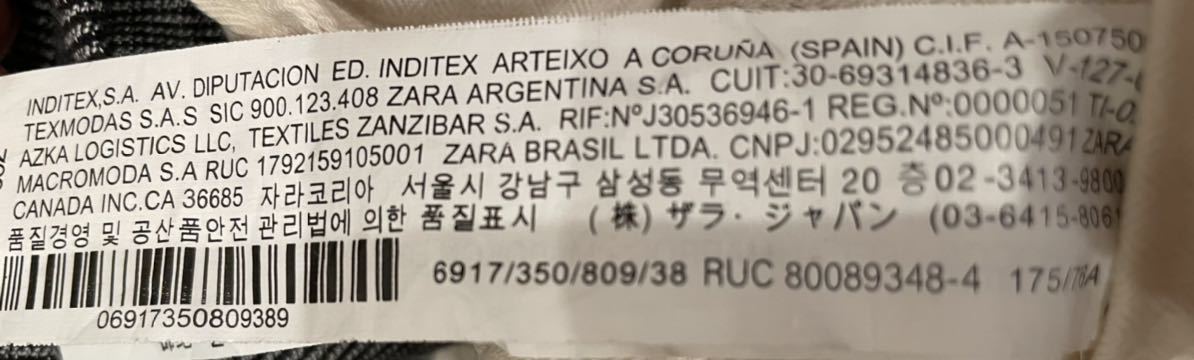 INDITEX,S.A. AV. DIPUTACION ED. INDITEX ARTEIXO A CORUÑA (SPAIN) C.I.F. A-150750
TEXMODAS S.A.S SIC 900.123.408 ZARA ARGENTINA S.A. CUIT:30-69314836-3 V-127-
AZKA LOGISTICS LLC, TEXTILES ZANZIBAR S.A. RIF:NºJ30536946-1 REG.Nº:0000051 TI-0
MACROMODA S.A RUC 1792159105001 ZARA BRASIL LTDA. CNPJ:02952485000491 ZARA
CANADA INC.CA 36685 자라코리아 서울시 강남구 삼성동 무역센터 20 층 02-3413-9800
품질경영 및 공산품안전 관리법에 의한 품질표시 (株) ザラ・ジャパン (03-6415-806
6917/350/809/38 RUC 80089348-4 175/76A
06917350809389